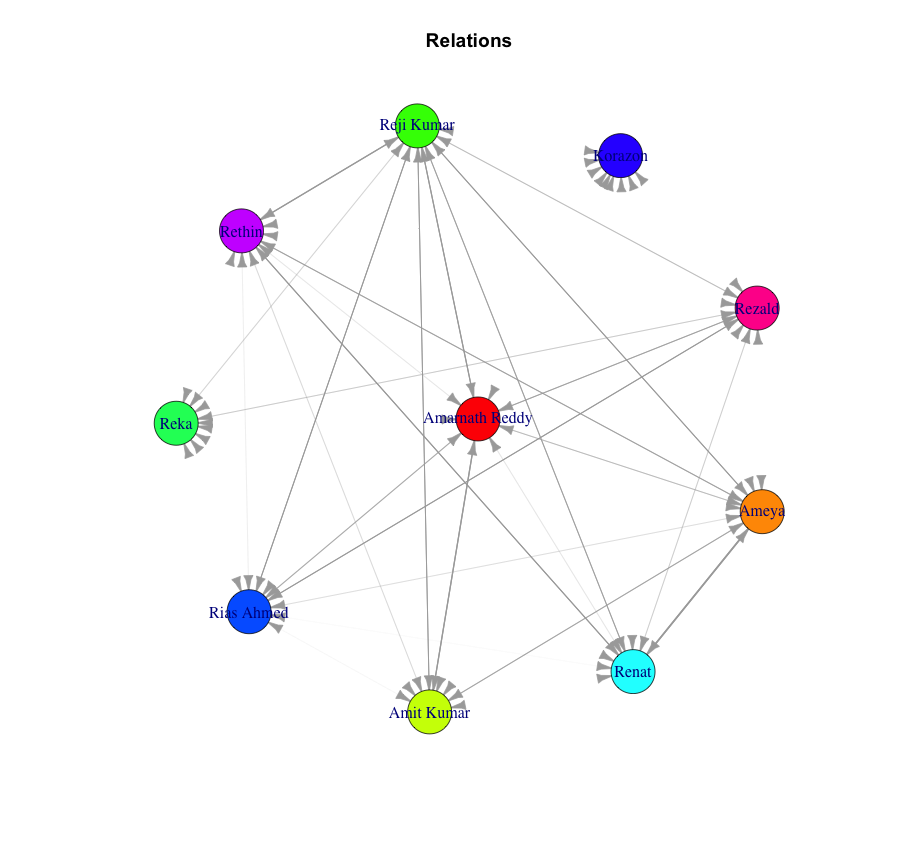 Relations
Reji Kumar
Korazon
Rethin
Rezald
Amarnath Reddy
Reka
Ameya
Rias Ahmed
Renat
Amit Kumar